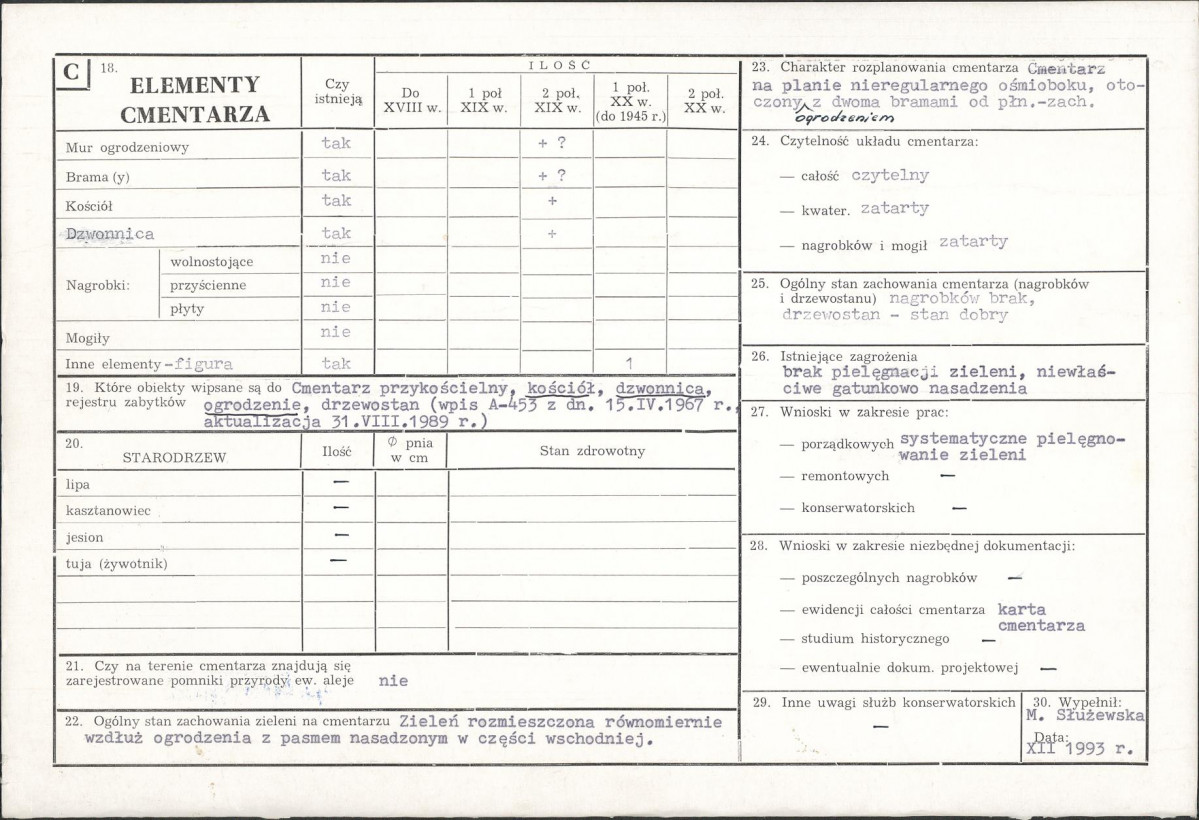 C 18. ELEMENTY CMENTARZA
Czy istnieją
ILOŚĆ
Do XVIII w.
1 poł XIX w.
2 poł. XIX w.
1 poł. XX w. (do 1945 r.)
2 poł. XX w.
Mur ogrodzeniowy tak + ?
Brama (y) tak + ?
Kościół tak +
Dzwonnica tak +
Nagrobki:
wolnostojące nie
przyścienne nie
płyty nie
Mogiły nie
Inne elementy - figura tak 1
19. Które obiekty wipsane są do Cmentarz przykościelny, kościół, dzwonnica,
rejestru zabytków ogrodzenie, drzewostan (wpis A-453 z dn. 15.IV.1967 r.,
aktualizacja 31.VIII.1989 r.)
20. STARODRZEW
Ilość
Ø pnia w cm
Stan zdrowotny
lipa —
kasztanowiec —
jesion —
tuja (żywotnik) —
21. Czy na terenie cmentarza znajdują się
zarejestrowane pomniki przyrody ew. aleje nie
22. Ogólny stan zachowania zieleni na cmentarzu Zieleń rozmieszczona równomiernie
wzdłuż ogrodzenia z pasmem nasadzonym w części wschodniej.
23. Charakter rozplanowania cmentarza Cmentarz
na planie nieregularnego ośmioboku, oto-
czony z dwoma bramami od płn.-zach.
ogrodzeniem
24. Czytelność układu cmentarza:
— całość czytelny
— kwater. zatarty
— nagrobków i mogił zatarty
25. Ogólny stan zachowania cmentarza (nagrobków
i drzewostanu) nagrobków brak,
drzewostan - stan dobry
26. Istniejące zagrożenia
brak pielęgnacji zieleni, niewłaś-
ciwe gatunkowo nasadzenia
27. Wnioski w zakresie prac:
— porządkowych systematyczne pielęgno-
wanie zieleni
— remontowych —
— konserwatorskich —
28. Wnioski w zakresie niezbędnej dokumentacji:
— poszczególnych nagrobków —
— ewidencji całości cmentarza karta
cmentarza
— studium historycznego —
— ewentualnie dokum. projektowej —
29. Inne uwagi służb konserwatorskich
—
30. Wypełnił:
M. Służewska
Data:
XII 1993 r.